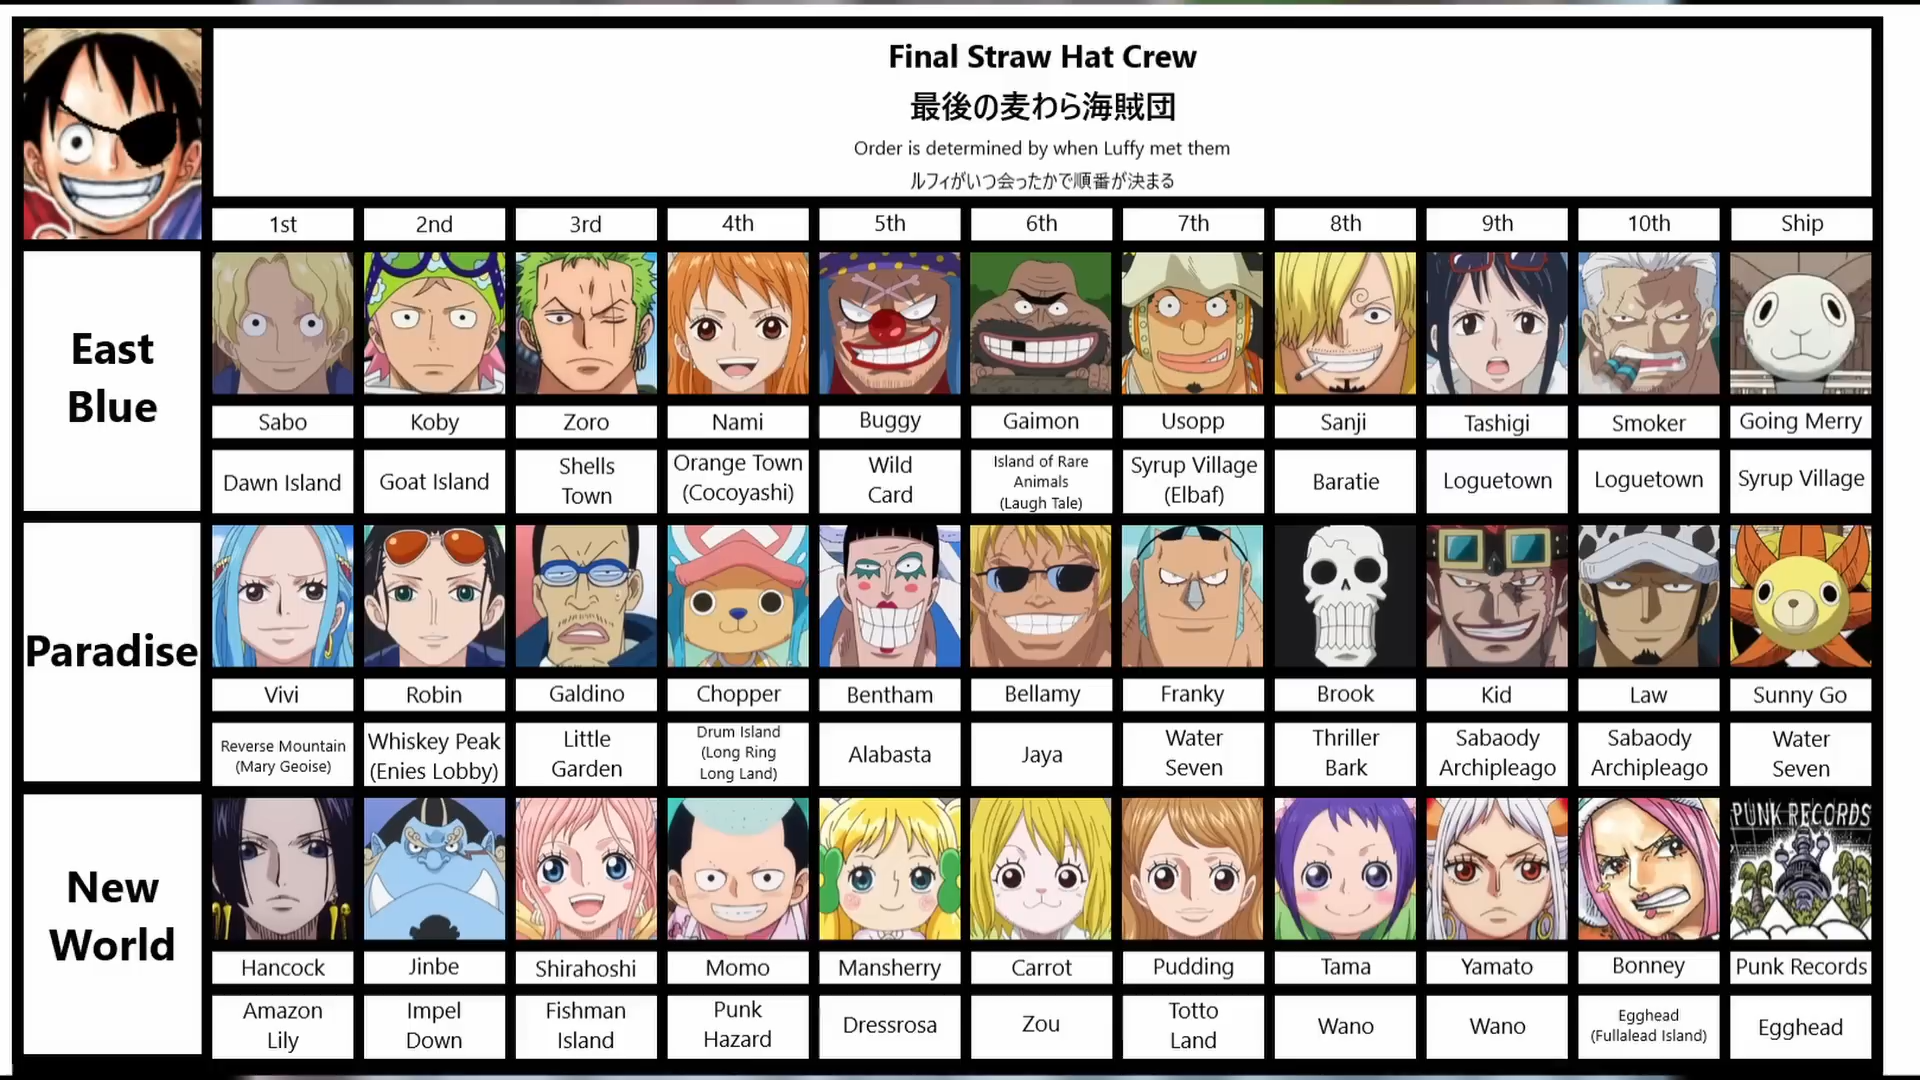 Final Straw Hat Crew
最後の麦わら海賊団
Order is determined by when Luffy met them
ルフィがいつ会ったかで順番が決まる
1st
2nd
3rd
4th
5th
6th
7th
8th
9th
10th
Ship
East
Blue
Sabo
Koby
Zoro
Nami
Buggy
Gaimon
Usopp
Sanji
Tashigi
Smoker
Going Merry
Dawn Island
Goat Island
Shells
Town
Orange Town
(Cocoyashi)
Wild
Card
Island of Rare
Animals
(Laugh Tale)
Syrup Village
(Elbaf)
Baratie
Loguetown
Loguetown
Syrup Village
Paradise
Vivi
Robin
Galdino
Chopper
Bentham
Bellamy
Franky
Brook
Kid
Law
Sunny Go
Reverse Mountain
(Mary Geoise)
Whiskey Peak
(Enies Lobby)
Little
Garden
Drum Island
(Long Ring
Long Land)
Alabasta
Jaya
Water
Seven
Thriller
Bark
Sabaody
Archipleago
Sabaody
Archipleago
Water
Seven
New
World
PUNK RECORDS
Hancock
Jinbe
Shirahoshi
Momo
Mansherry
Carrot
Pudding
Tama
Yamato
Bonney
Punk Records
Amazon
Lily
Impel
Down
Fishman
Island
Punk
Hazard
Dressrosa
Zou
Totto
Land
Wano
Wano
Egghead
(Fullalead Island)
Egghead